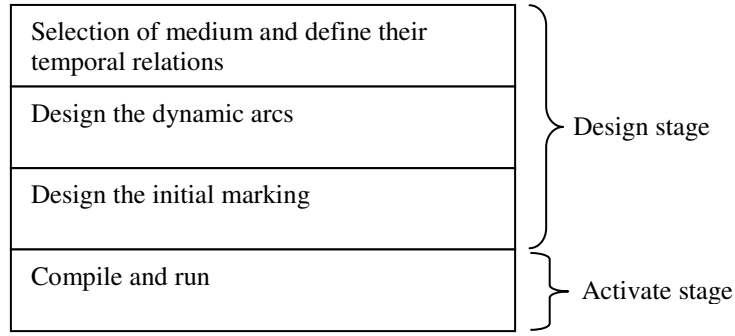 Selection of medium and define their
temporal relations
Design the dynamic arcs
Design stage
Design the initial marking
Compile and run
Activate stage